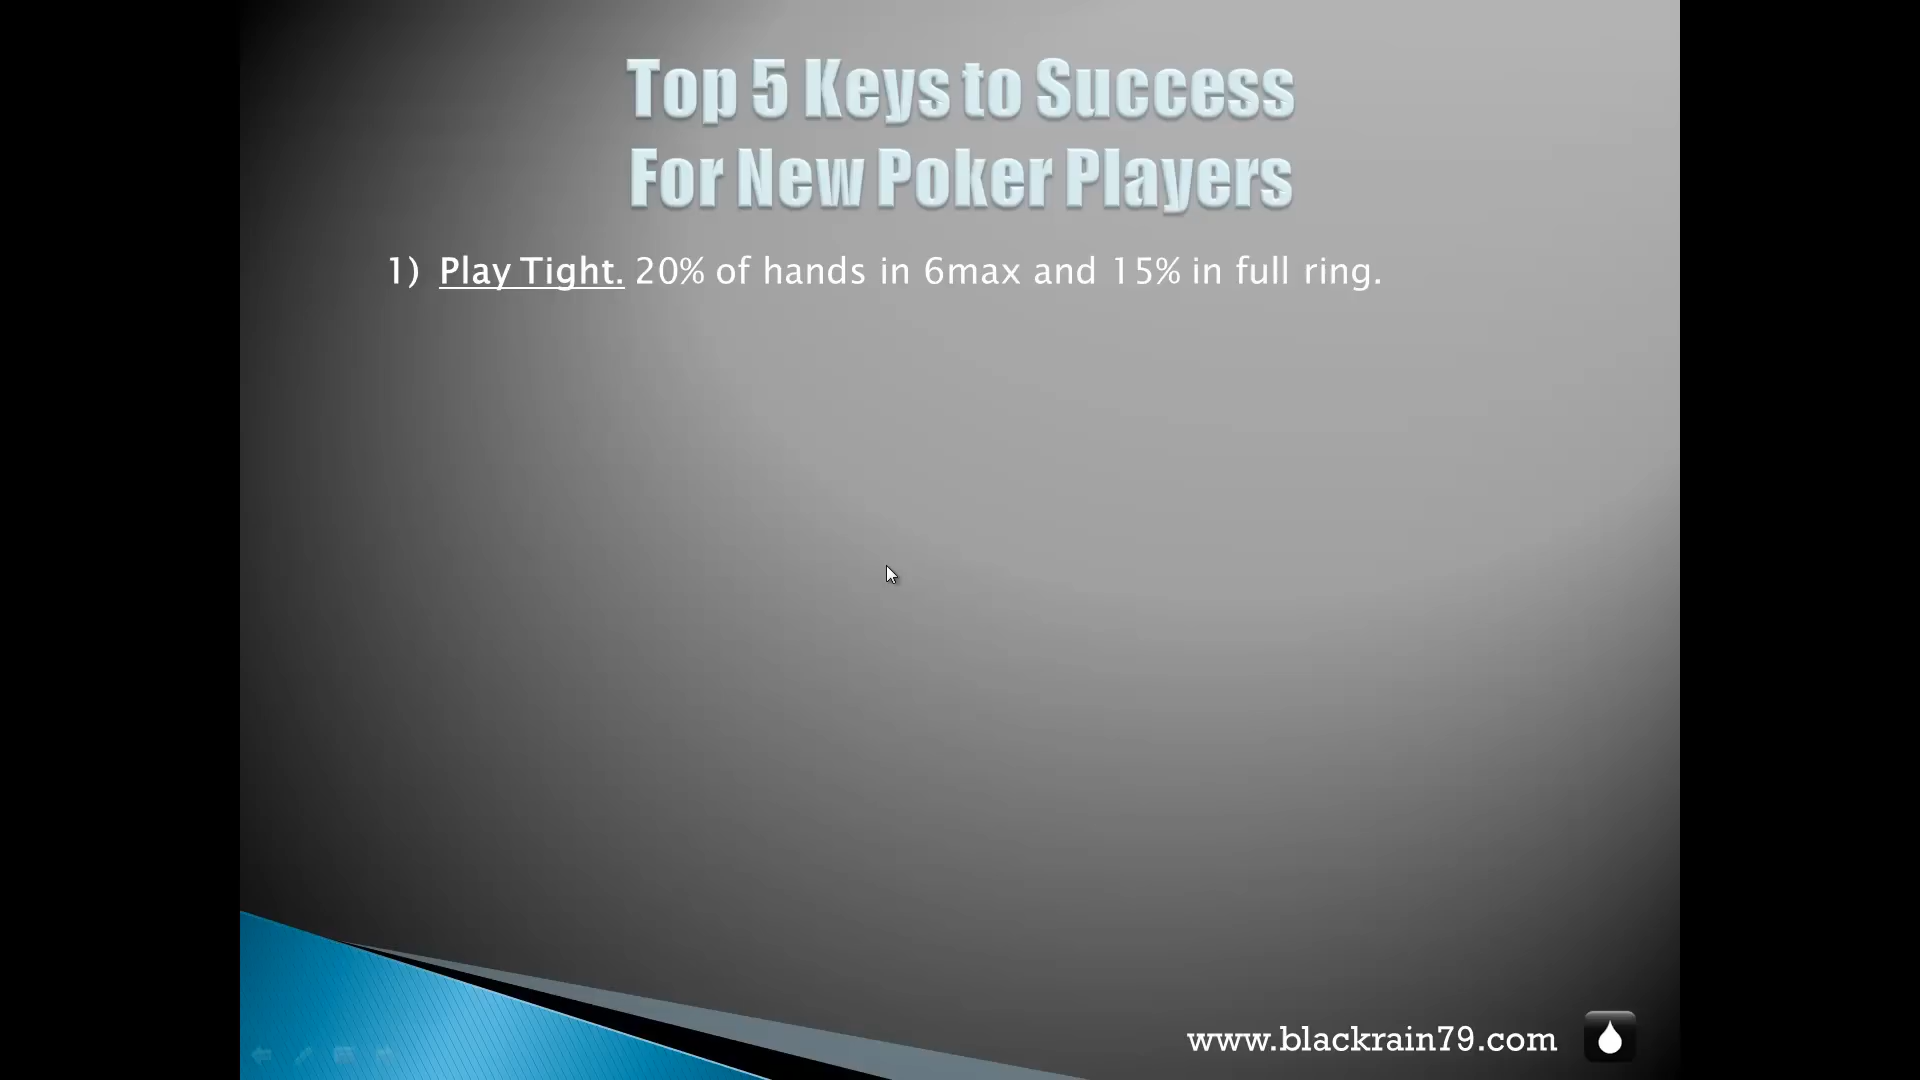 Top 5 Keys to Success
For New Poker Players
1) Play Tight. 20% of hands in 6max and 15% in full ring.
www.blackrain79.com